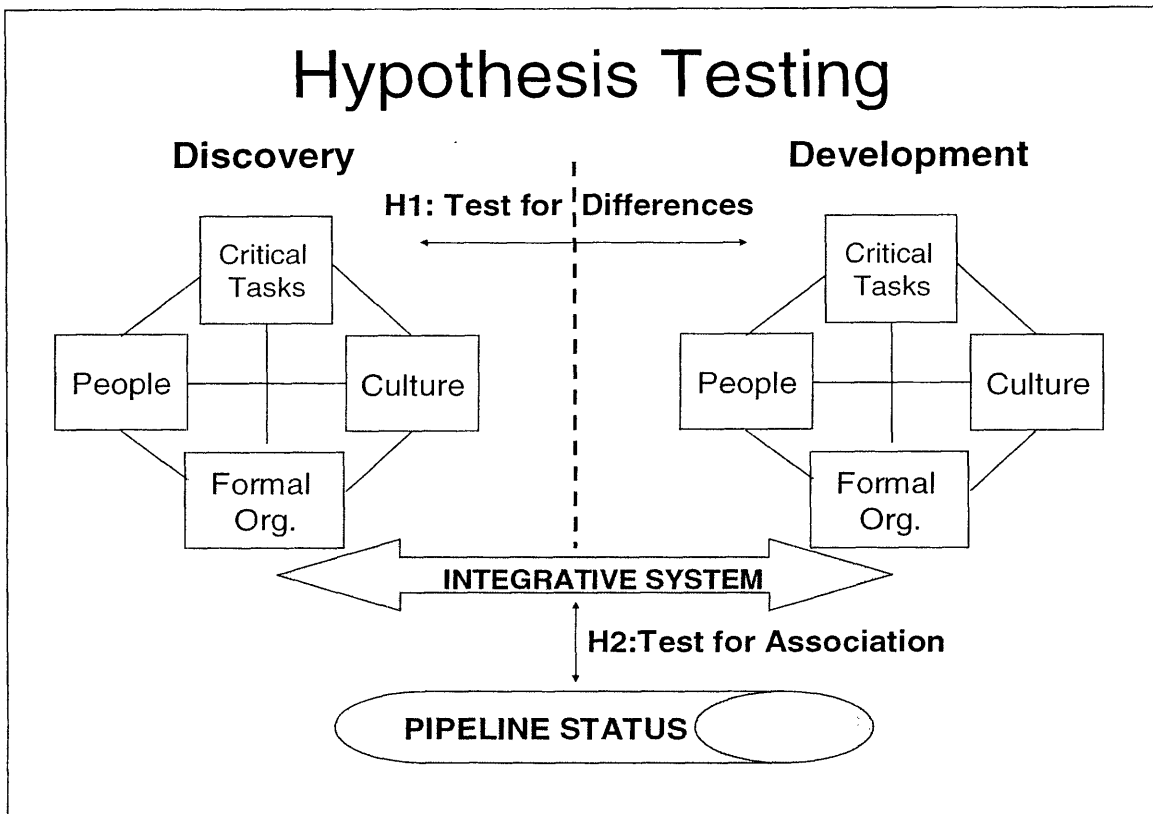 Hypothesis Testing
Discovery
Development
H1: Test for Differences
Critical
Tasks
People
Culture
Formal
Org.
Critical
Tasks
People
Culture
Formal
Org.
INTEGRATIVE SYSTEM
H2:Test for Association
PIPELINE STATUS